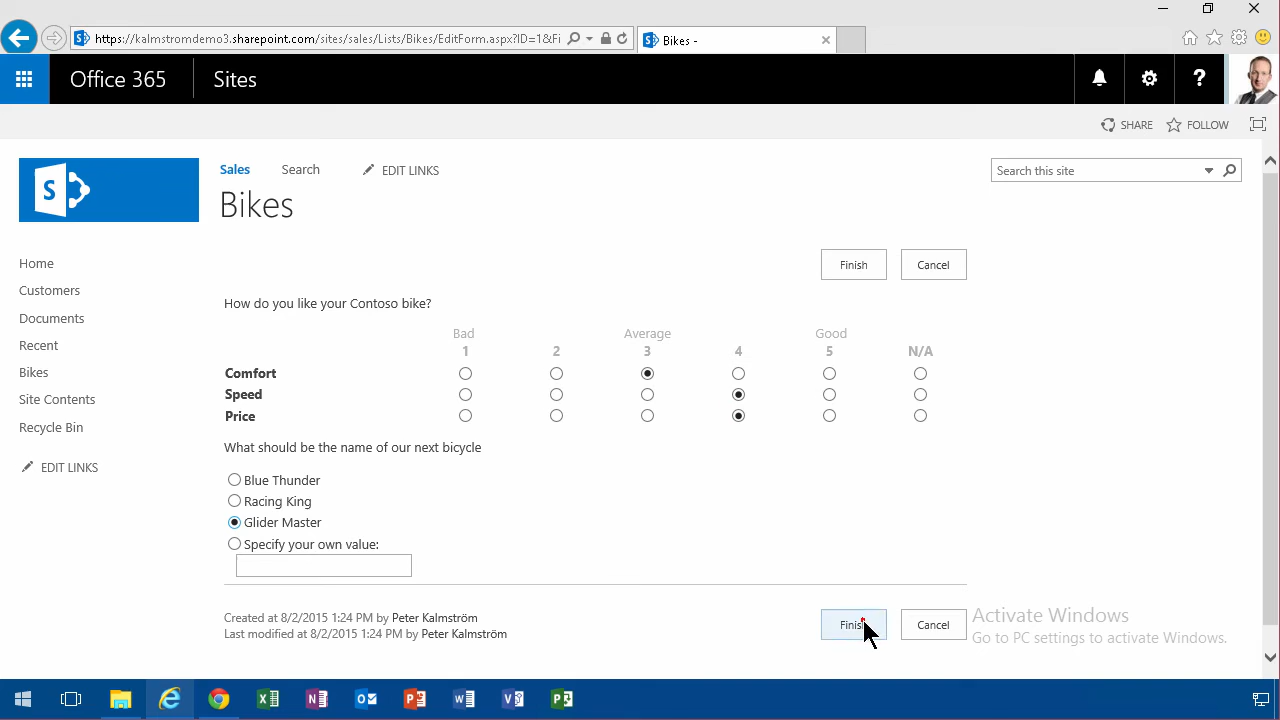 https://kalmstromdemo3.sharepoint.com/sites/sales/Lists/Bikes/EditForm.aspx?ID=1&Fi
Bikes -
Office 365
Sites
?
SHARE
FOLLOW
S
Sales
Search
EDIT LINKS
Search this site
Bikes
Home
Customers
Documents
Recent
Bikes
Site Contents
Recycle Bin
EDIT LINKS
Finish
Cancel
How do you like your Contoso bike?
Bad Average Good
1 2 3 4 5 N/A
Comfort
Speed
Price
What should be the name of our next bicycle
Blue Thunder
Racing King
Glider Master
Specify your own value:
Created at 8/2/2015 1:24 PM by Peter Kalmström
Last modified at 8/2/2015 1:24 PM by Peter Kalmström
Finish
Cancel
Activate Windows
Go to PC settings to activate Windows.